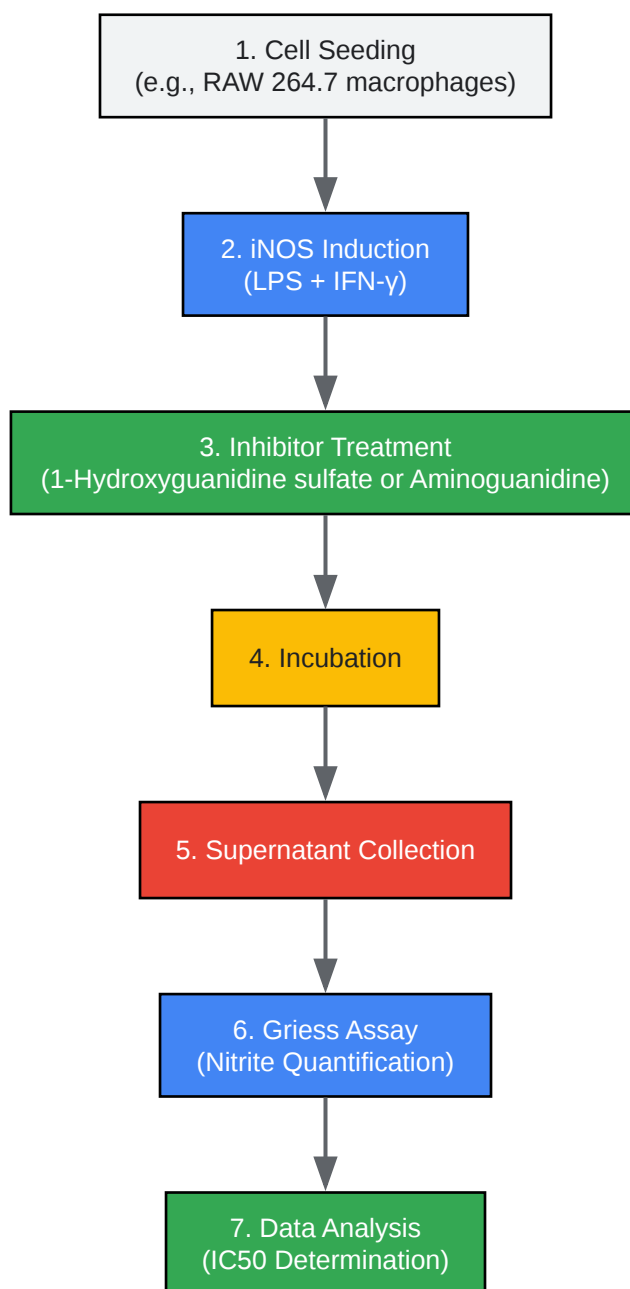 1. Cell Seeding
(e.g., RAW 264.7 macrophages)
2. iNOS Induction
(LPS + IFN-γ)
3. Inhibitor Treatment
(1-Hydroxyguanidine sulfate or Aminoguanidine)
4. Incubation
5. Supernatant Collection
6. Griess Assay
(Nitrite Quantification)
7. Data Analysis
(IC50 Determination)